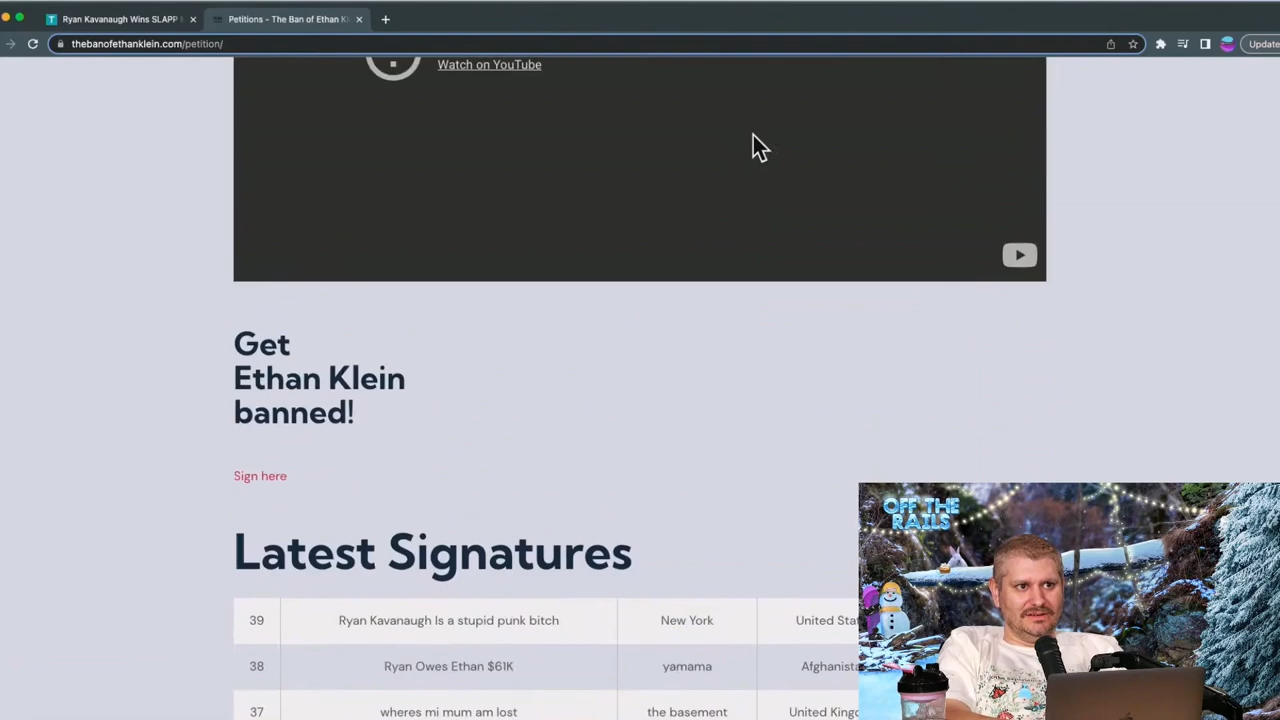 Ryan Kavanaugh Wins SLAPP
Petitions - The Ban of Ethan Kl
thebanofethanklein.com/petition/
Update
Watch on YouTube
Get
Ethan Klein
banned!
Sign here
Latest Signatures
39 Ryan Kavanaugh Is a stupid punk bitch New York United Sta
38 Ryan Owes Ethan $61K yamama Afghanista
37 wheres mi mum am lost the basement United King
OFF THE
RAILS